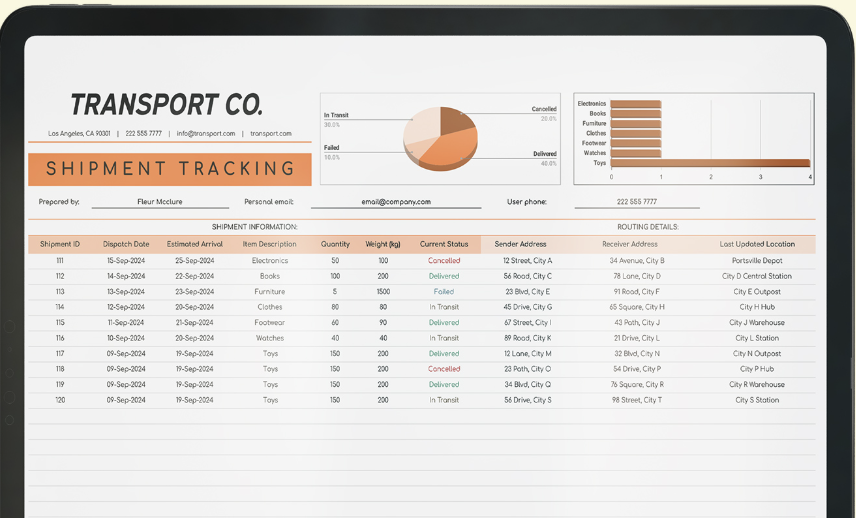 TRANSPORT CO.
Los Angeles, CA 90301 | 222 555 7777 | info@transport.com | transport.com
SHIPMENT TRACKING
In Transit
30.0%
Failed
10.0%
Cancelled
20.0%
Delivered
40.0%
Electronics
Books
Furniture
Clothes
Footwear
Watches
Toys
0 1 2 3 4
Prepared by: Fleur Mcclure Personal email: email@company.com User phone: 222 555 7777
SHIPMENT INFORMATION: ROUTING DETAILS:
Shipment ID Dispatch Date Estimated Arrival Item Description Quantity Weight (kg) Current Status Sender Address Receiver Address Last Updated Location
111 15-Sep-2024 25-Sep-2024 Electronics 50 100 Cancelled 12 Street, City A 34 Avenue, City B Portsville Depot
112 14-Sep-2024 22-Sep-2024 Books 100 200 Delivered 56 Road, City C 78 Lane, City D City D Central Station
113 13-Sep-2024 23-Sep-2024 Furniture 5 1500 Failed 23 Blvd, City E 91 Road, City F City E Outpost
114 12-Sep-2024 20-Sep-2024 Clothes 80 80 In Transit 45 Drive, City G 65 Square, City H City H Hub
115 11-Sep-2024 21-Sep-2024 Footwear 60 90 Delivered 67 Street, City I 43 Path, City J City J Warehouse
116 10-Sep-2024 20-Sep-2024 Watches 40 40 In Transit 89 Road, City K 21 Drive, City L City L Station
117 09-Sep-2024 19-Sep-2024 Toys 150 200 Delivered 12 Lane, City M 32 Blvd, City N City N Outpost
118 09-Sep-2024 19-Sep-2024 Toys 150 200 Cancelled 23 Path, City O 54 Drive, City P City P Hub
119 09-Sep-2024 19-Sep-2024 Toys 150 200 Delivered 34 Blvd, City Q 76 Square, City R City R Warehouse
120 09-Sep-2024 19-Sep-2024 Toys 150 200 In Transit 56 Drive, City S 98 Street, City T City S Station